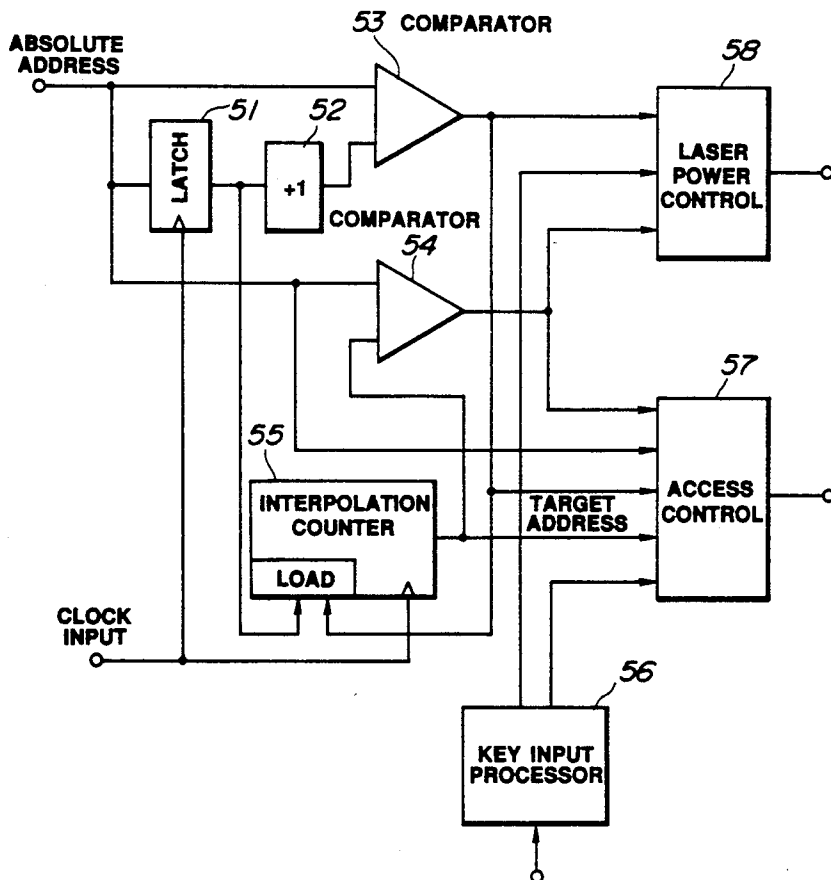 53 COMPARATOR
ABSOLUTE
ADDRESS
58
51
52
LATCH
+1
LASER
POWER
CONTROL
COMPARATOR
54
57
55
INTERPOLATION
COUNTER
TARGET
ADDRESS
ACCESS
CONTROL
LOAD
CLOCK
INPUT
56
KEY INPUT
PROCESSOR